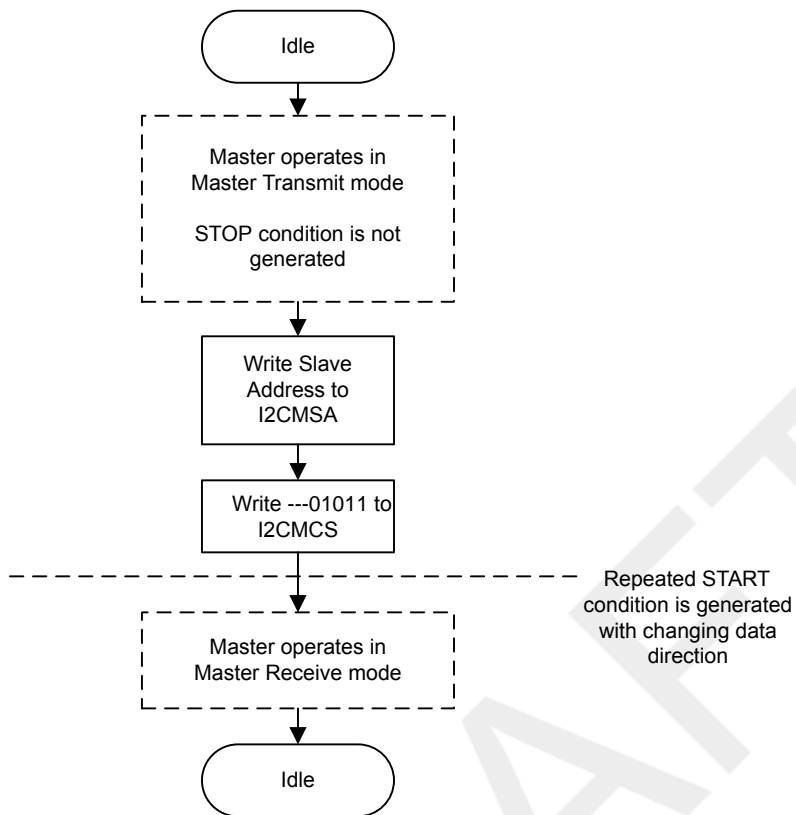 Idle
Master operates in
Master Transmit mode
STOP condition is not
generated
Write Slave
Address to
I2CMSA
Write ---01011 to
I2CMCS
Repeated START
condition is generated
with changing data
direction
Master operates in
Master Receive mode
Idle